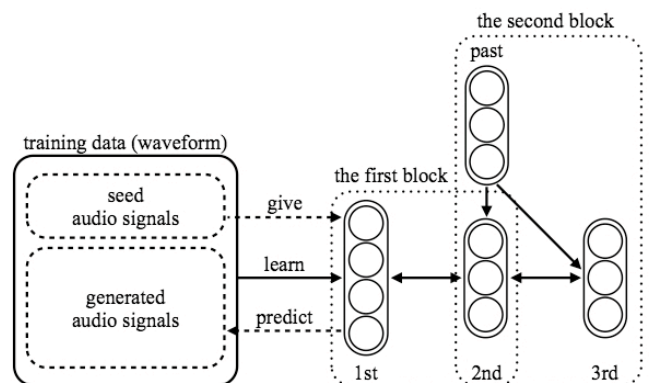 the second block
past
training data (waveform)
the first block
seed
audio signals
give
learn
generated
audio signals
predict
1st
2nd
3rd